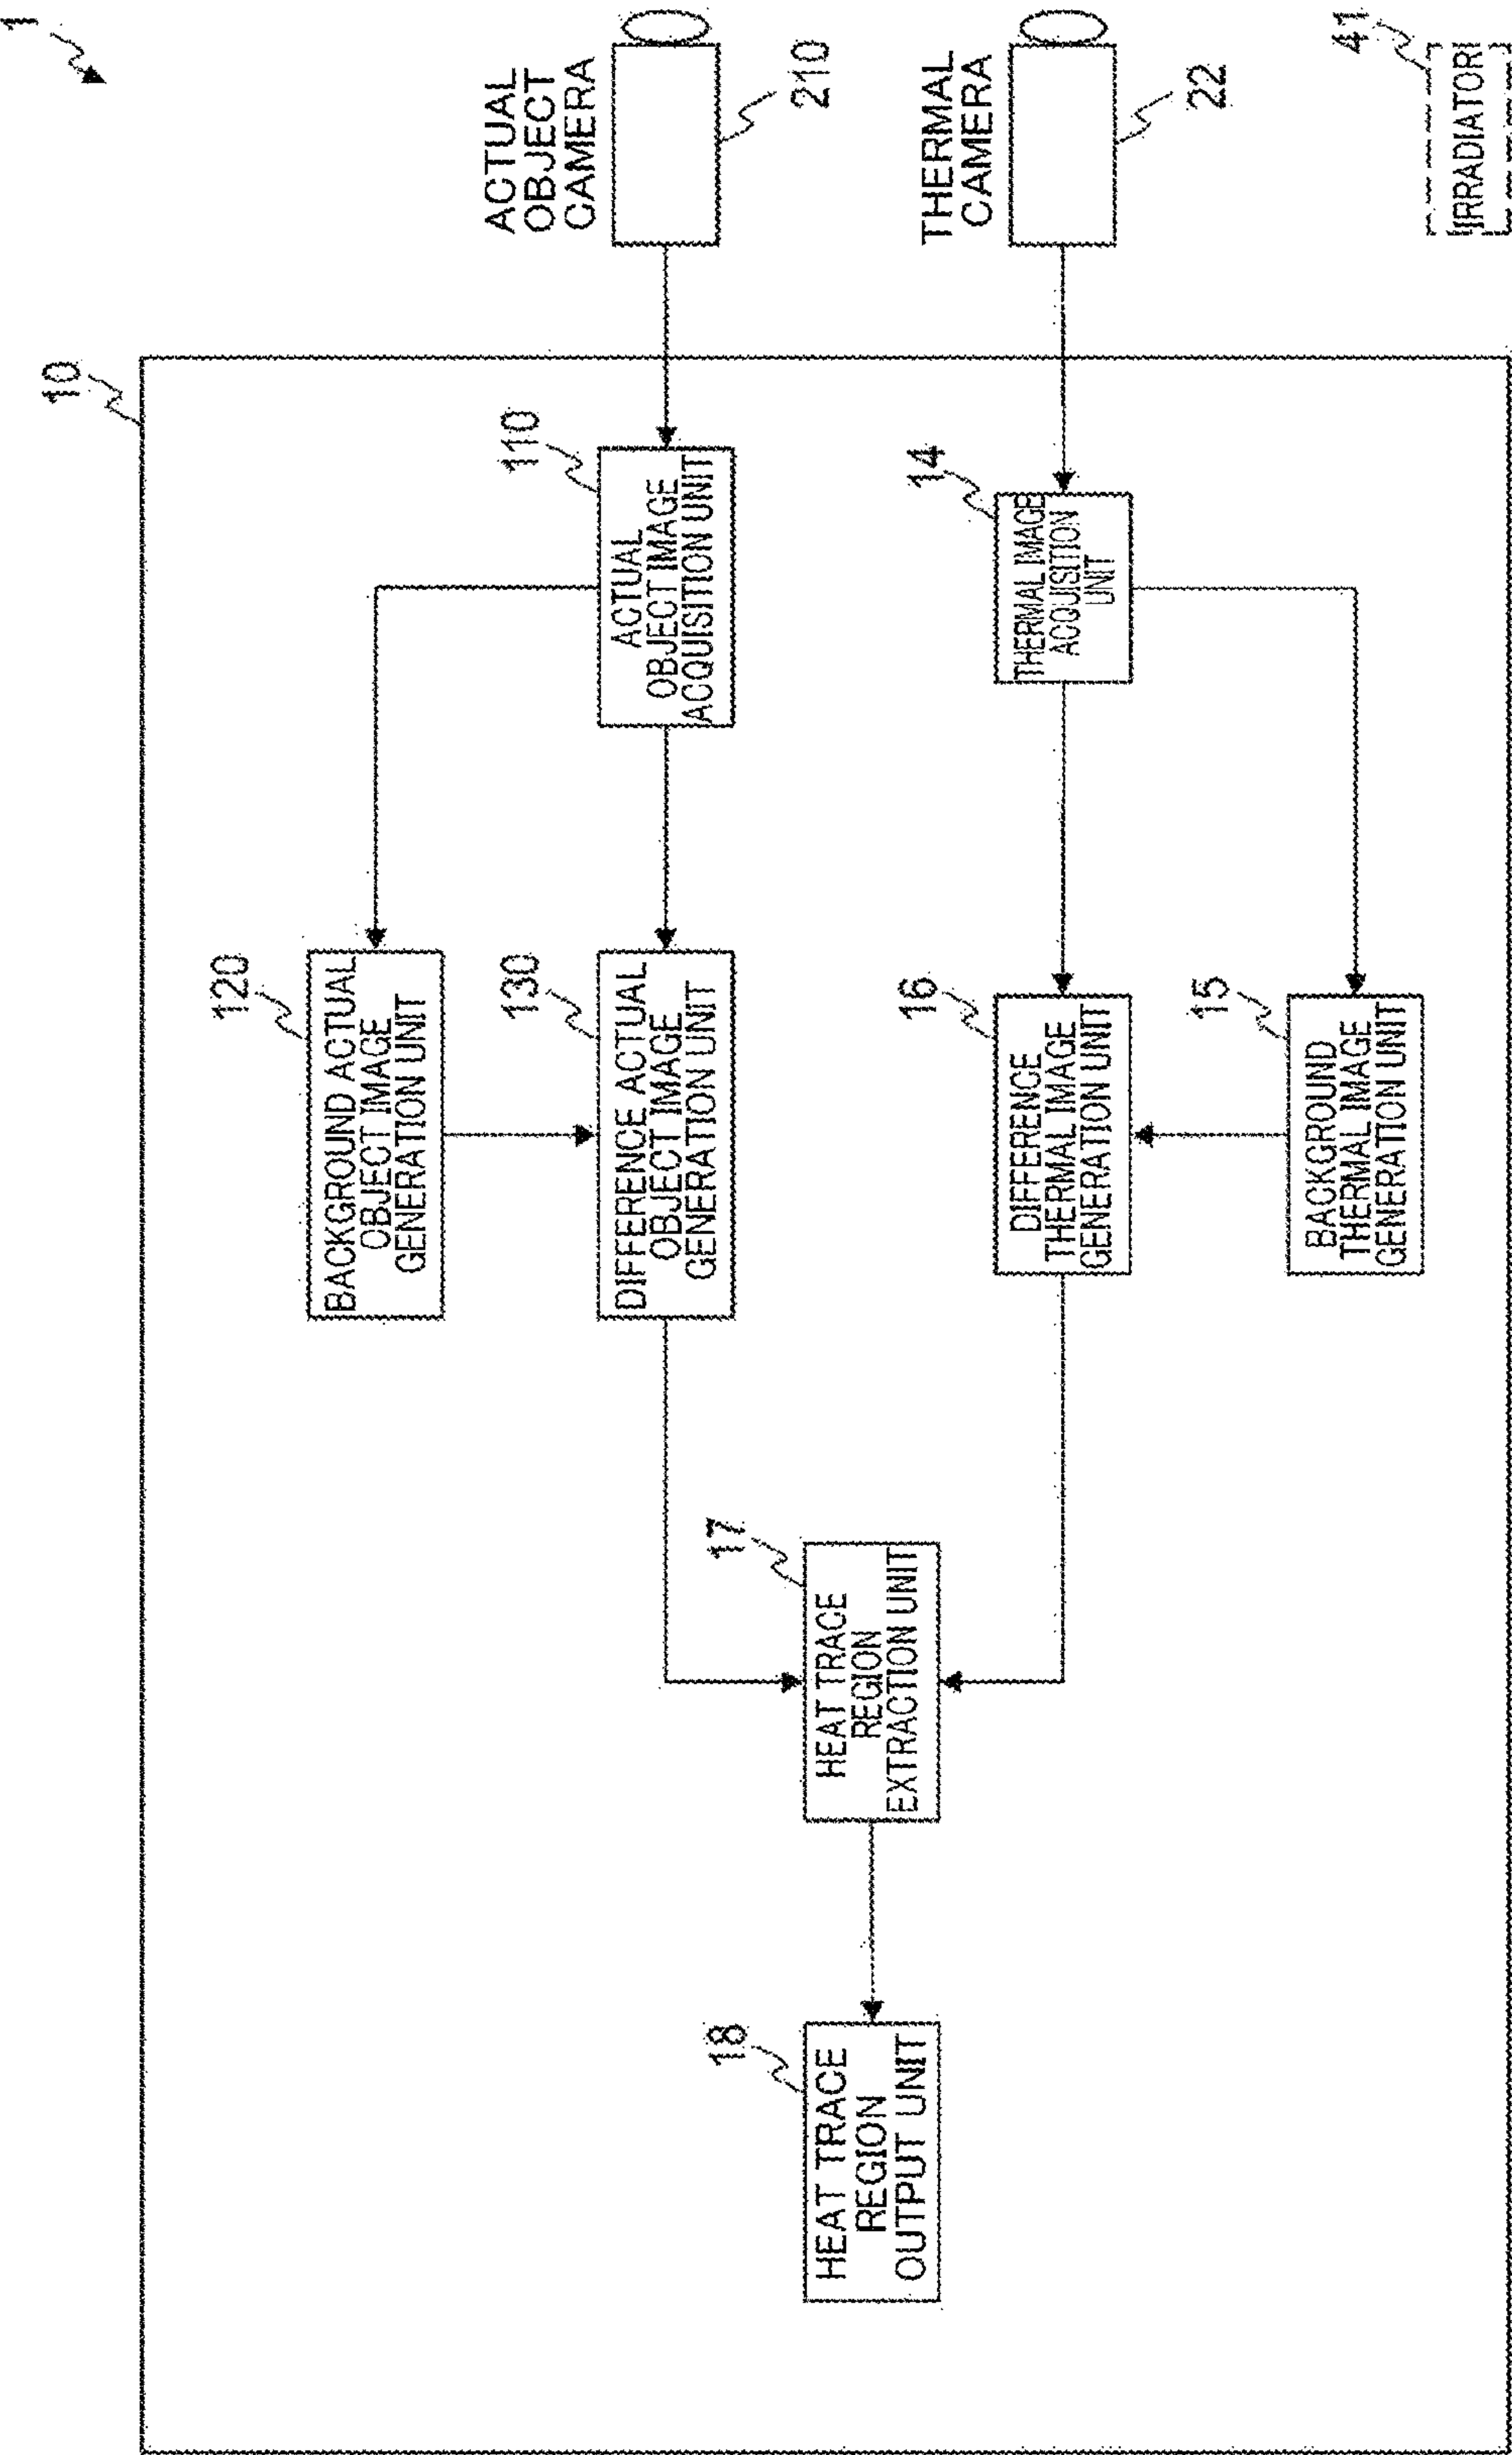 1
10
ACTUAL
OBJECT
CAMERA
210
THERMAL
CAMERA
22
41
IRRADIATOR
110
ACTUAL
OBJECT IMAGE
ACQUISITION UNIT
14
THERMAL IMAGE
ACQUISITION
UNIT
120
BACKGROUND ACTUAL
OBJECT IMAGE
GENERATION UNIT
130
DIFFERENCE ACTUAL
OBJECT IMAGE
GENERATION UNIT
16
DIFFERENCE
THERMAL IMAGE
GENERATION UNIT
15
BACKGROUND
THERMAL IMAGE
GENERATION UNIT
17
HEAT TRACE
REGION
EXTRACTION UNIT
18
HEAT TRACE
REGION
OUTPUT UNIT